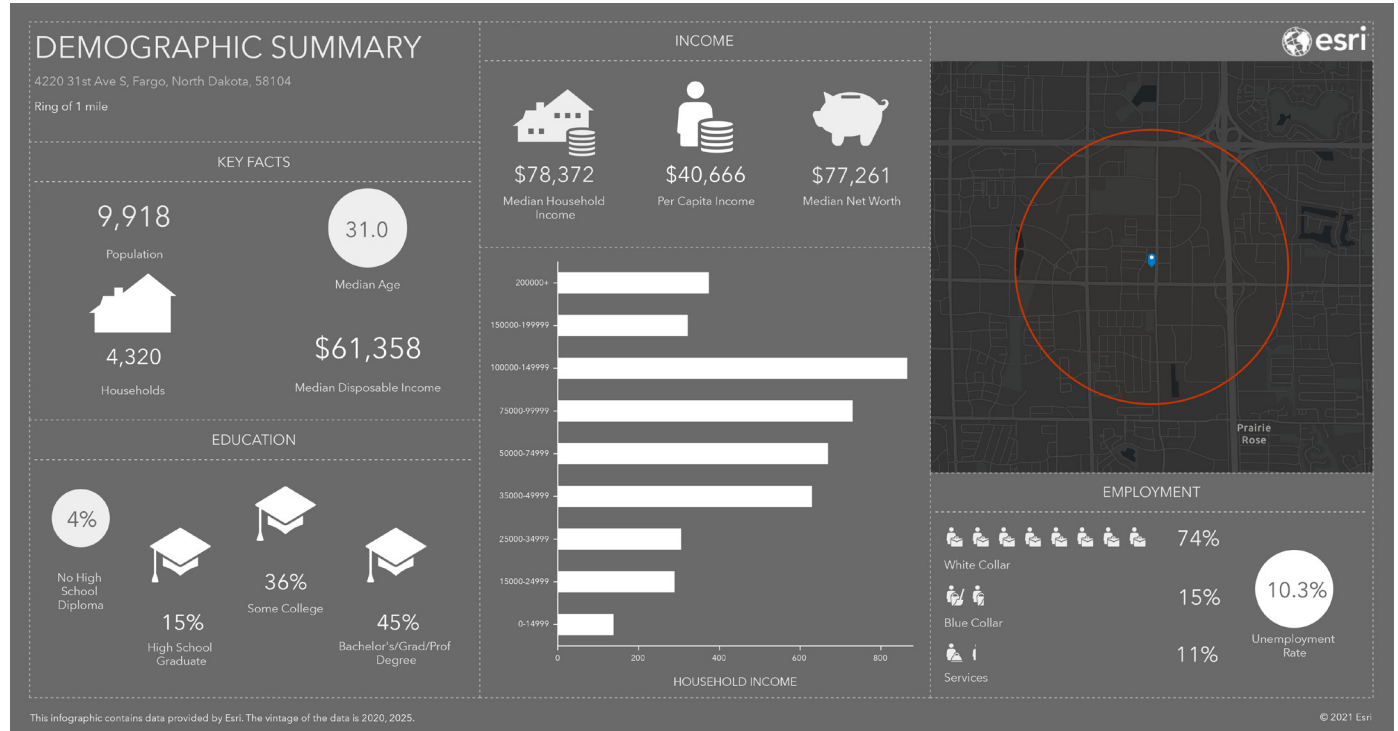 DEMOGRAPHIC SUMMARY
4220 31st Ave S, Fargo, North Dakota, 58104
Ring of 1 mile
KEY FACTS
9,918
Population
31.0
Median Age
4,320
Households
$61,358
Median Disposable Income
EDUCATION
4%
No High
School
Diploma
15%
High School
Graduate
36%
Some College
45%
Bachelor's/Grad/Prof
Degree
INCOME
$78,372
Median Household
Income
$40,666
Per Capita Income
$77,261
Median Net Worth
200000+
150000-199999
100000-149999
75000-99999
50000-74999
35000-49999
25000-34999
15000-24999
0-14999
0
200
400
600
800
HOUSEHOLD INCOME
esri
Prairie
Rose
EMPLOYMENT
74%
White Collar
15%
Blue Collar
11%
Services
10.3%
Unemployment
Rate
This infographic contains data provided by Esri. The vintage of the data is 2020, 2025.
© 2021 Esri